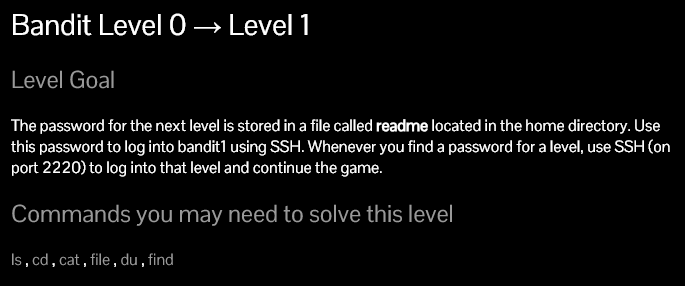 Bandit Level 0 → Level 1
Level Goal
The password for the next level is stored in a file called readme located in the home directory. Use
this password to log into bandit1 using SSH. Whenever you find a password for a level, use SSH (on
port 2220) to log into that level and continue the game.
Commands you may need to solve this level
ls , cd , cat , file , du , find